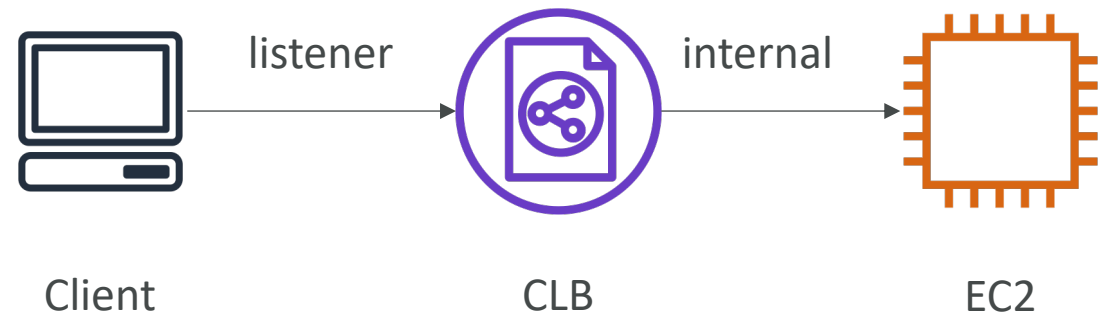 listener
internal
Client
CLB
EC2